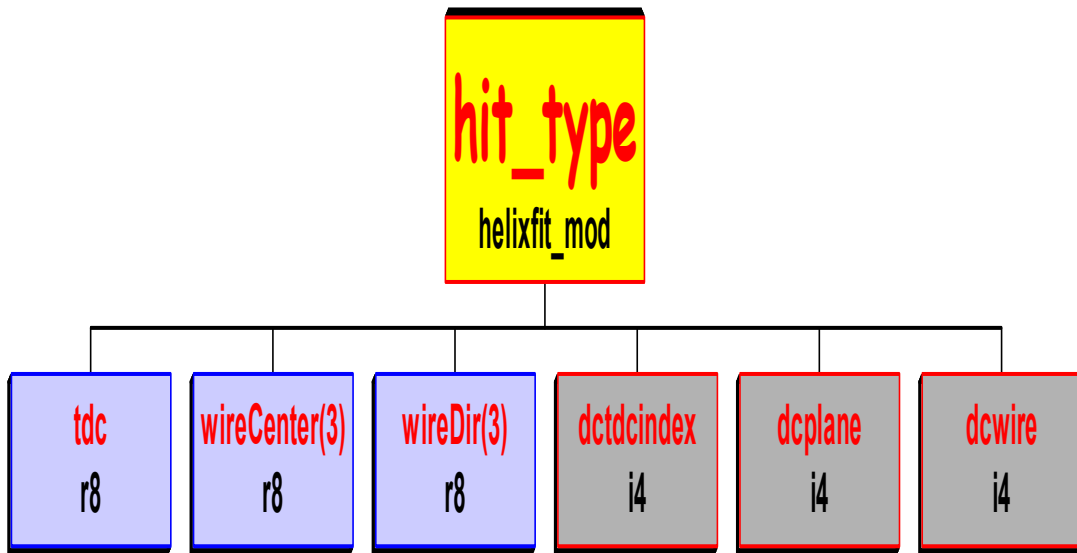 hit_type
helixfit_mod
tdc
r8
wireCenter(3)
r8
wireDir(3)
r8
dctdcindex
i4
dcplane
i4
dcwire
i4